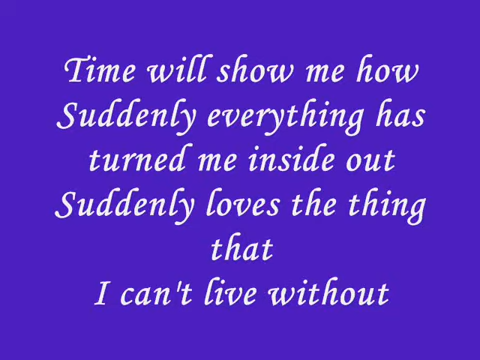 Time will show me how
Suddenly everything has
turned me inside out
Suddenly loves the thing
that
I can't live without